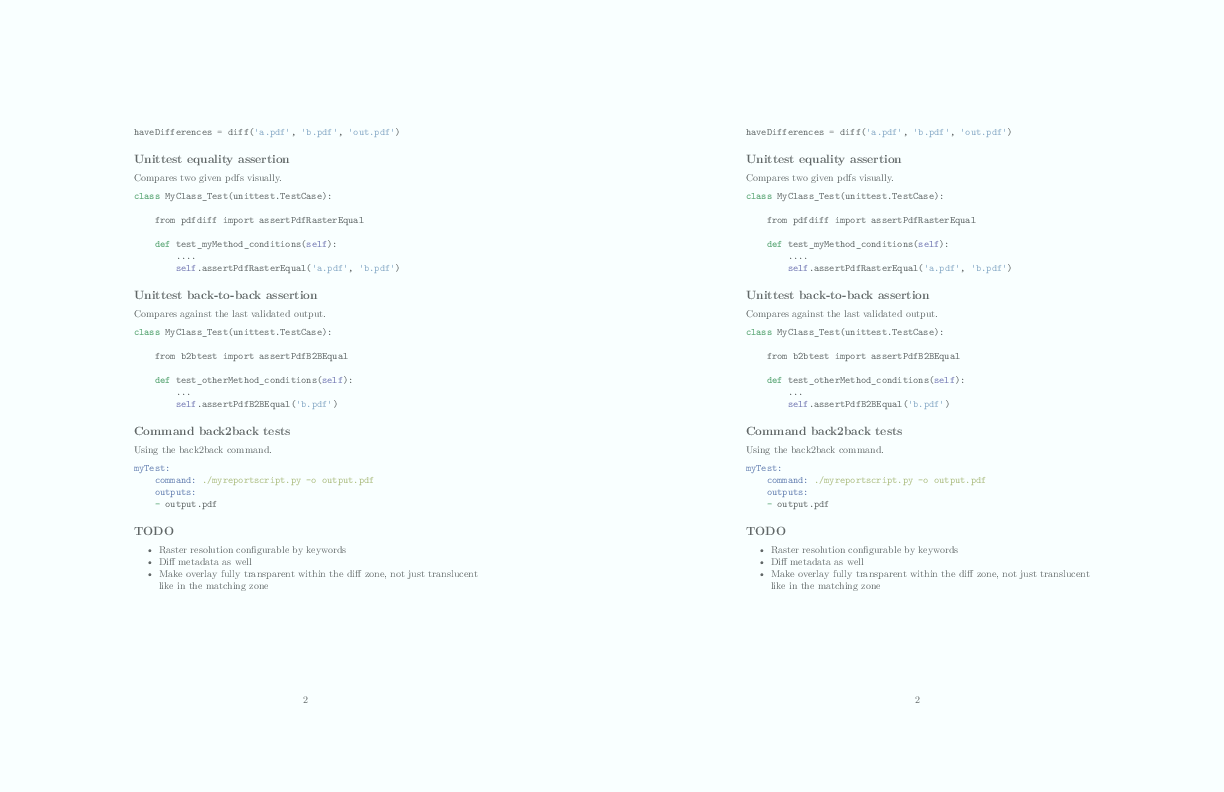 haveDifferences = diff('a.pdf', 'b.pdf', 'out.pdf')
Unittest equality assertion
Compares two given pdfs visually.
class MyClass_Test(unittest.TestCase):
from pdfdiff import assertPdfRasterEqual
def test_myMethod_conditions(self):
....
self.assertPdfRasterEqual('a.pdf', 'b.pdf')
Unittest back-to-back assertion
Compares against the last validated output.
class MyClass_Test(unittest.TestCase):
from b2btest import assertPdfB2BEqual
def test_otherMethod_conditions(self):
...
self.assertPdfB2BEqual('b.pdf')
Command back2back tests
Using the back2back command.
myTest:
command: ./myreportscript.py -o output.pdf
outputs:
- output.pdf
TODO
• Raster resolution configurable by keywords
• Diff metadata as well
• Make overlay fully transparent within the diff zone, not just translucent
like in the matching zone
2
haveDifferences = diff('a.pdf', 'b.pdf', 'out.pdf')
Unittest equality assertion
Compares two given pdfs visually.
class MyClass_Test(unittest.TestCase):
from pdfdiff import assertPdfRasterEqual
def test_myMethod_conditions(self):
....
self.assertPdfRasterEqual('a.pdf', 'b.pdf')
Unittest back-to-back assertion
Compares against the last validated output.
class MyClass_Test(unittest.TestCase):
from b2btest import assertPdfB2BEqual
def test_otherMethod_conditions(self):
...
self.assertPdfB2BEqual('b.pdf')
Command back2back tests
Using the back2back command.
myTest:
command: ./myreportscript.py -o output.pdf
outputs:
- output.pdf
TODO
• Raster resolution configurable by keywords
• Diff metadata as well
• Make overlay fully transparent within the diff zone, not just translucent
like in the matching zone
2